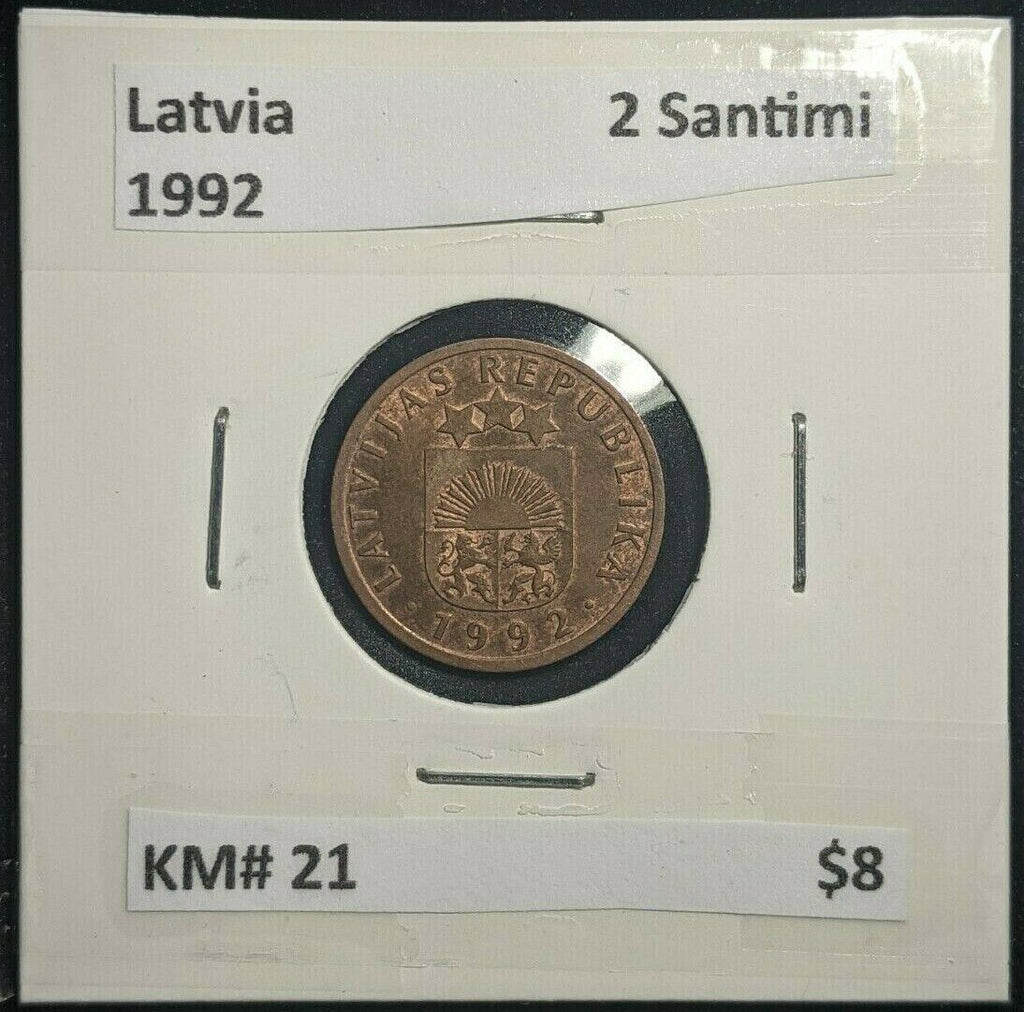 Latvia 2 Santimi
1992
LATVIJAS REPUBLIKA
· 1992 ·
KM# 21 $8